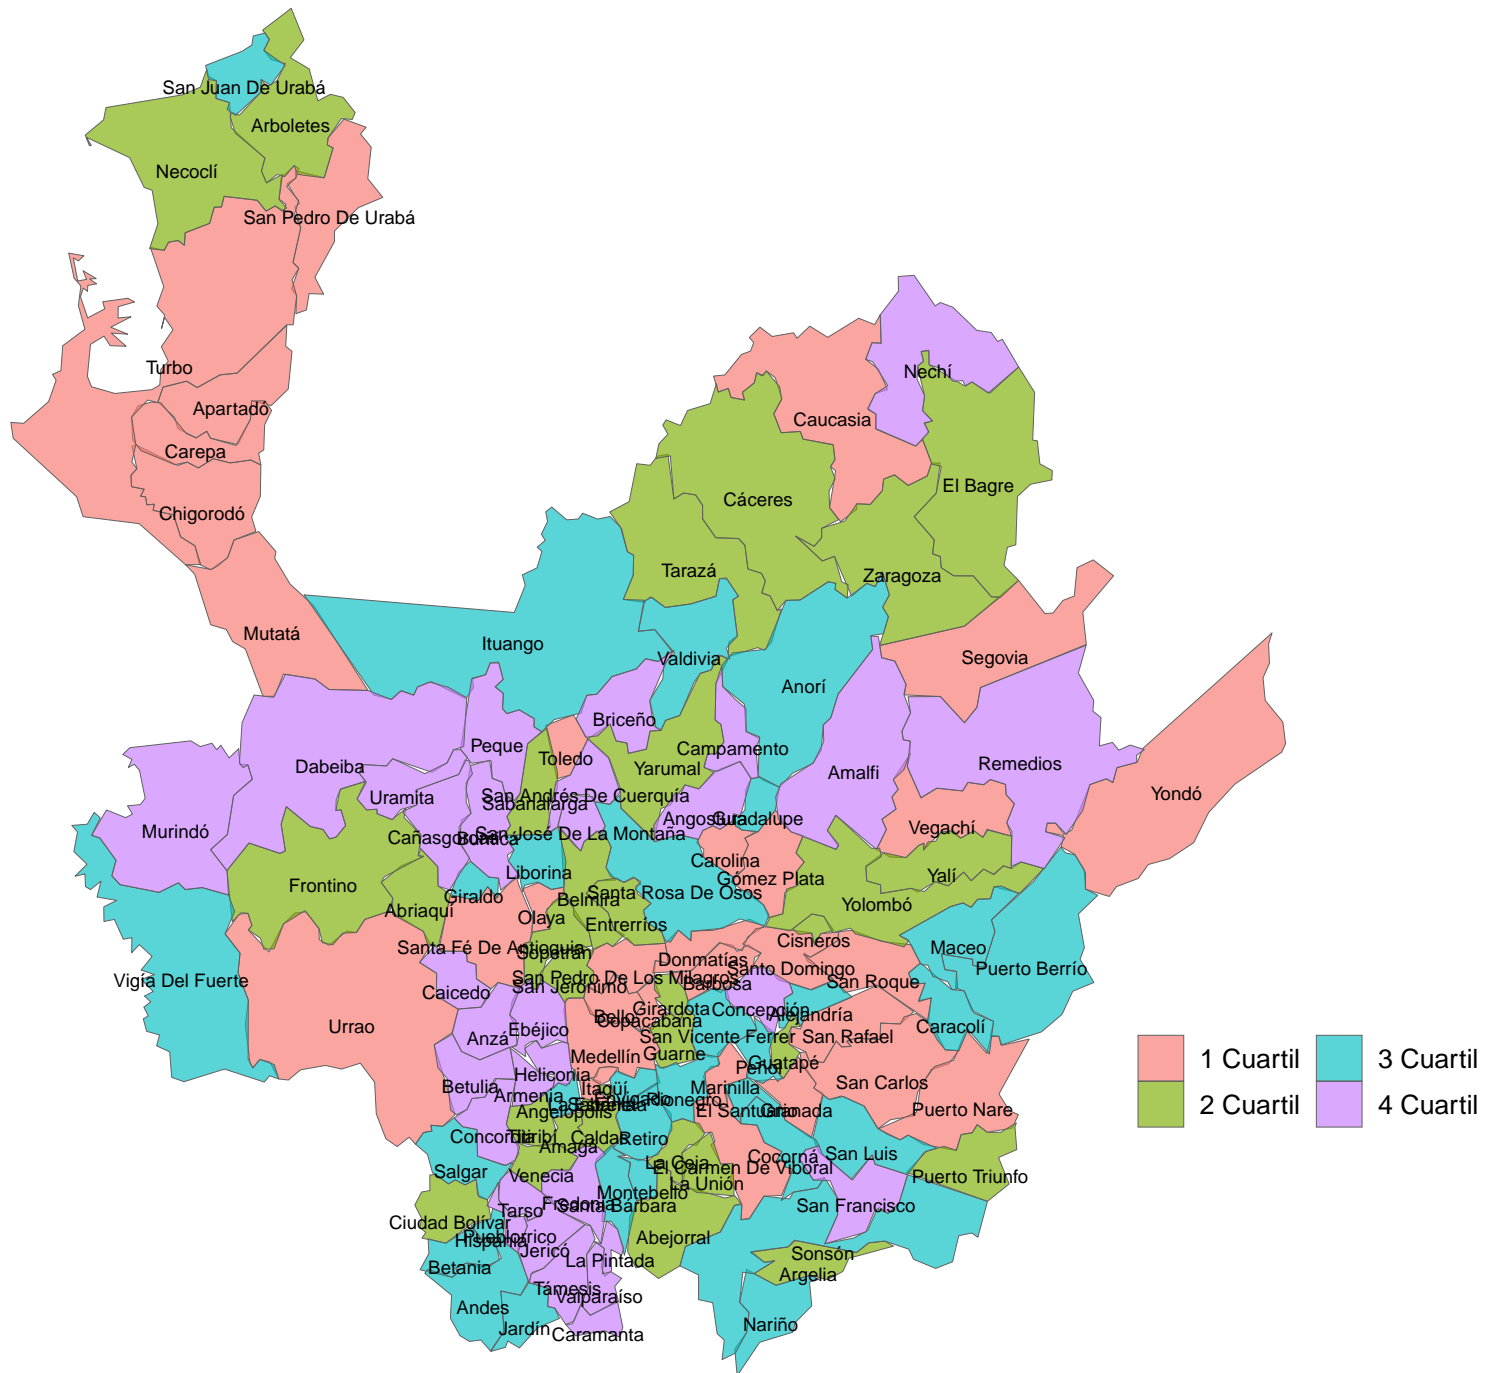 San Juan De Urabá
Arboletes
Necoclí
San Pedro De Urabá
Turbo
Apartadó
Carepa
Chigorodó
Mutatá
Nechí
Caucasia
El Bagre
Cáceres
Tarazá
Zaragoza
Ituango
Valdivia
Segovia
Anorí
Briceño
Peque
Toledo
Campamento
Dabeiba
Yarumal
Amalfi
Remedios
Yondó
Uramita
San Andrés De Cuerquía
Sabanalarga
Murindó
Angostura
Guadalupe
Vegachí
San José De La Montaña
Cañasgordas
Buriticá
Carolina
Liborina
Gómez Plata
Yalí
Frontino
Giraldo
Belmira
Santa Rosa De Osos
Abriaquí
Yolombó
Olaya
Entrerríos
Santa Fé De Antioquia
Sopetrán
Cisneros
Maceo
Donmatías
Santo Domingo
Puerto Berrío
Vigía Del Fuerte
San Pedro De Los Milagros
San Jerónimo
Barbosa
San Roque
Caicedo
Girardota
Concepción
Alejandría
Bello
Copacabana
Urrao
Anzá
Ebéjico
San Vicente Ferrer
San Rafael
Caracolí
Medellín
Guarne
Guatapé
Peñol
Heliconia
Betulia
Armenia
Itagüí
Marinilla
San Carlos
La Estrella
Sabaneta
Envigado
Rionegro
Angelópolis
El Santuario
Granada
Puerto Nare
Concordia
Titiribí
Caldas
Retiro
Amagá
Salgar
Cocorná
San Luis
La Ceja
El Carmen De Viboral
Venecia
La Unión
Puerto Triunfo
Montebello
Tarso
Fredonia
Santa Bárbara
San Francisco
Ciudad Bolívar
Pueblorrico
Hispania
Abejorral
Jericó
La Pintada
Sonsón
Betania
Argelia
Támesis
Valparaíso
Andes
Jardín
Caramanta
Nariño
1 Cuartil
3 Cuartil
2 Cuartil
4 Cuartil